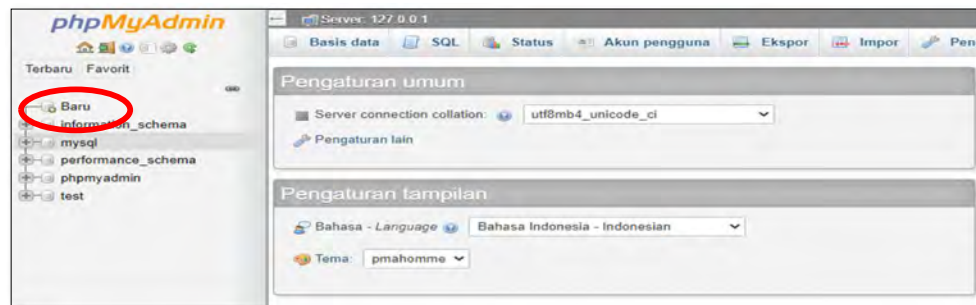 phpMyAdmin
Terbaru Favorit
Baru
information_schema
mysql
performance_schema
phpmyadmin
test
Server: 127.0.0.1
Basis data SQL Status Akun pengguna Ekspor Impor Pen
Pengaturan umum
Server connection collation: utf8mb4_unicode_ci
Pengaturan lain
Pengaturan tampilan
Bahasa - Language Bahasa Indonesia - Indonesian
Tema: pmahomme